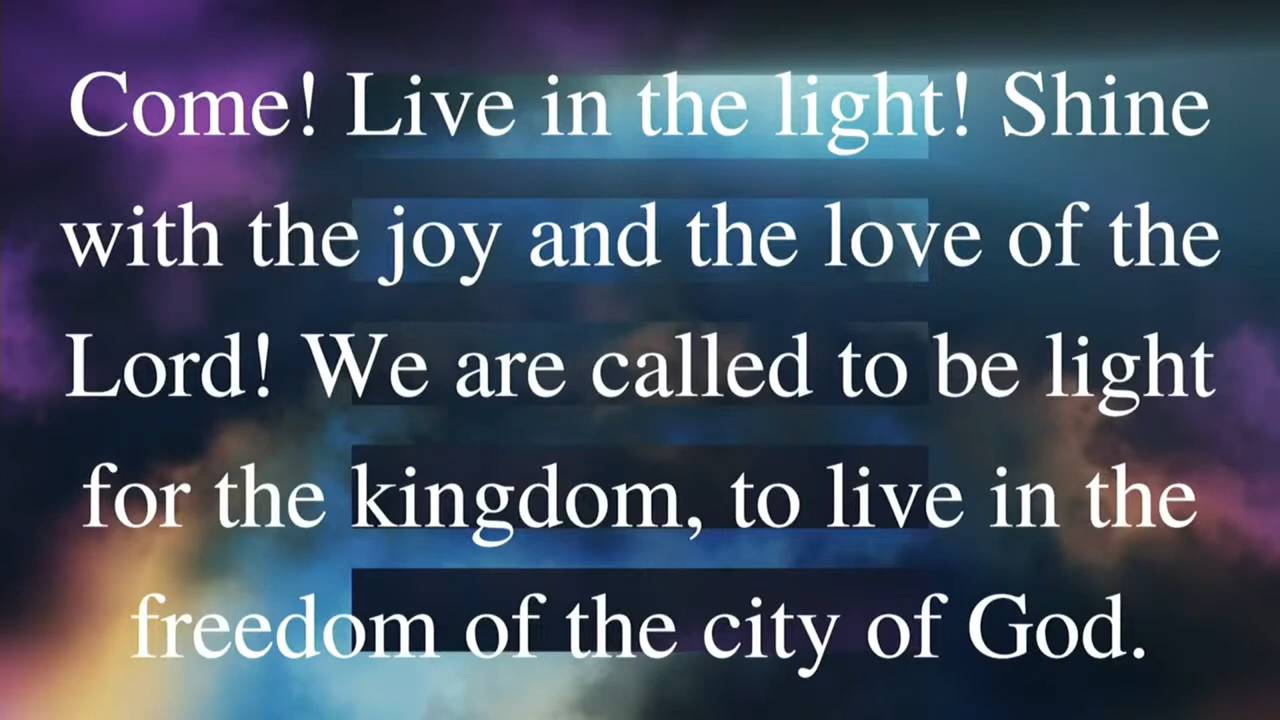 Come! Live in the light! Shine
with the joy and the love of the
Lord! We are called to be light
for the kingdom, to live in the
freedom of the city of God.